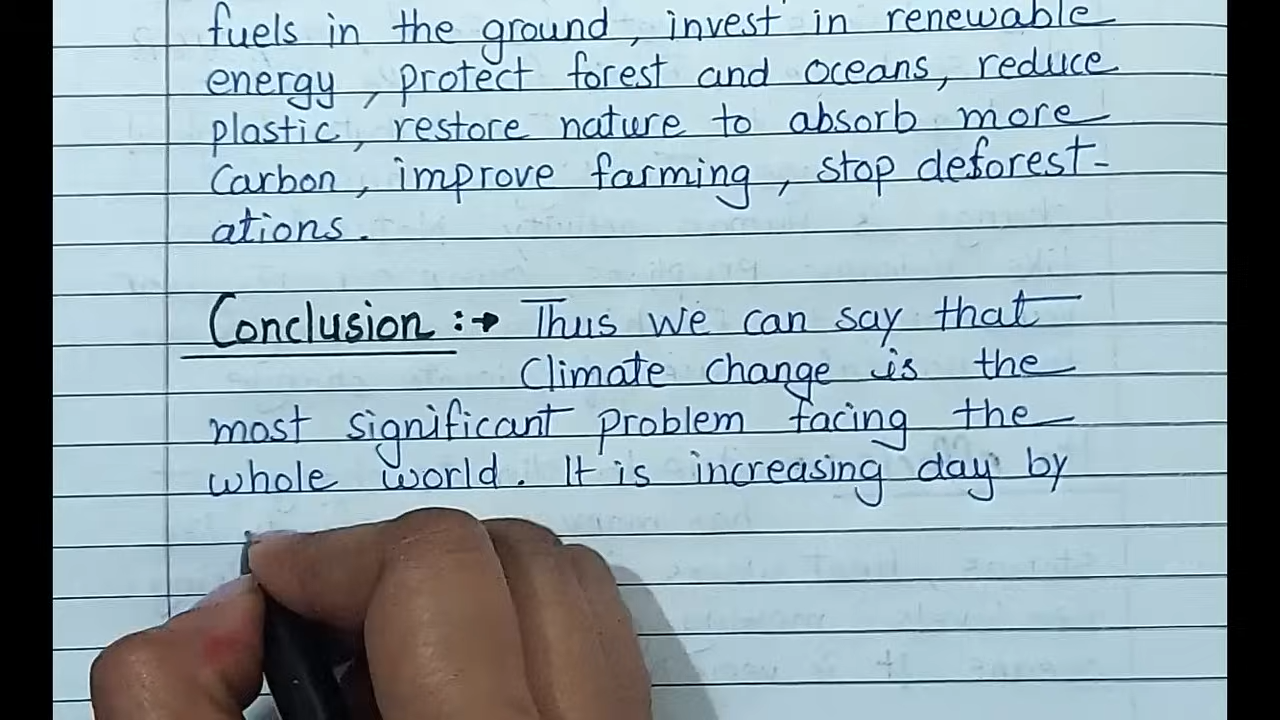 fuels in the ground, invest in renewable
energy, protect forest and oceans, reduce
plastic, restore nature to absorb more
Carbon, improve farming, stop deforest-
ations.
Conclusion :→ Thus we can say that
Climate change is the
most significant problem facing the
whole world. It is increasing day by